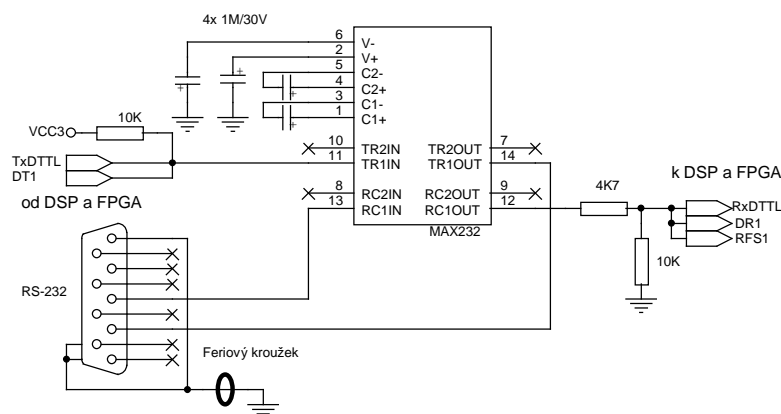 4x 1M/30V
6 V-
2 V+
5 C2-
4 C2+
3 C1-
1 C1+
VCC3
10K
10 TR2IN TR2OUT 7
11 TR1IN TR1OUT 14
TxDTTL
DT1
od DSP a FPGA
8 RC2IN RC2OUT 9
13 RC1IN RC1OUT 12
MAX232
4K7
k DSP a FPGA
RxDTTL
DR1
RFS1
10K
RS-232
Feriový kroužek